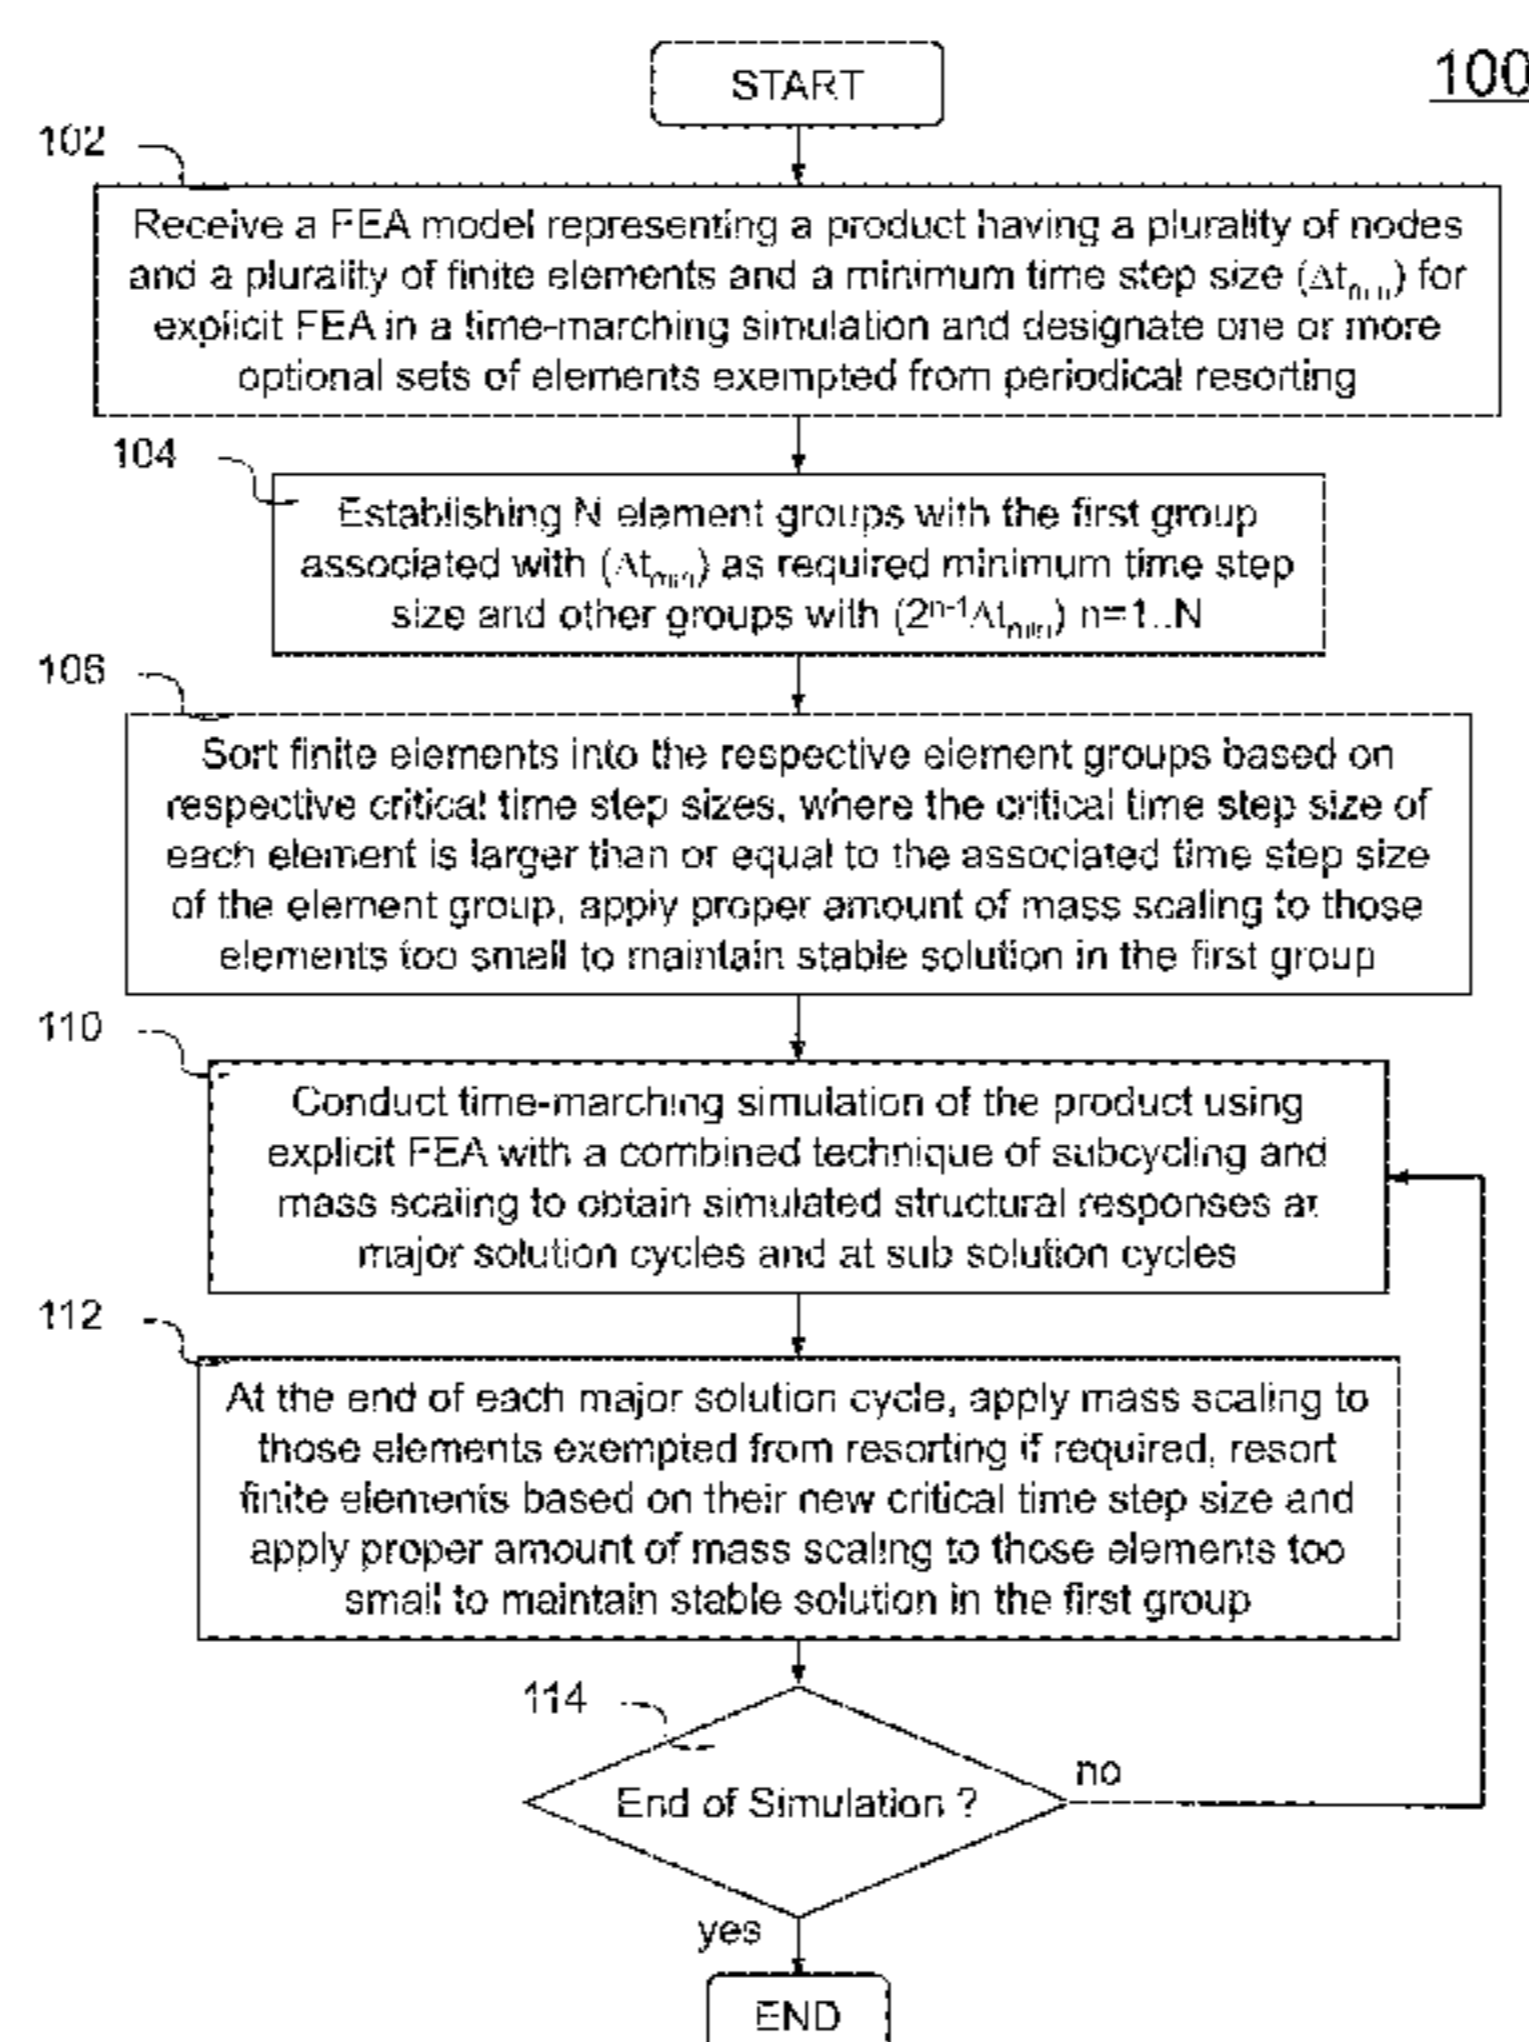 100
START
102
Receive a FEA model representing a product having a plurality of nodes
and a plurality of finite elements and a minimum time step size (Δtmin) for
explicit FEA in a time-marching simulation and designate one or more
optional sets of elements exempted from periodical resorting
104
Establishing N element groups with the first group
associated with (Δtmin) as required minimum time step
size and other groups with (2ⁿ⁻¹Δtmin) n=1..N
106
Sort finite elements into the respective element groups based on
respective critical time step sizes, where the critical time step size of
each element is larger than or equal to the associated time step size
of the element group, apply proper amount of mass scaling to those
elements too small to maintain stable solution in the first group
110
Conduct time-marching simulation of the product using
explicit FEA with a combined technique of subcycling and
mass scaling to obtain simulated structural responses at
major solution cycles and at sub solution cycles
112
At the end of each major solution cycle, apply mass scaling to
those elements exempted from resorting if required, resort
finite elements based on their new critical time step size and
apply proper amount of mass scaling to those elements too
small to maintain stable solution in the first group
114
End of Simulation ?
no
yes
END